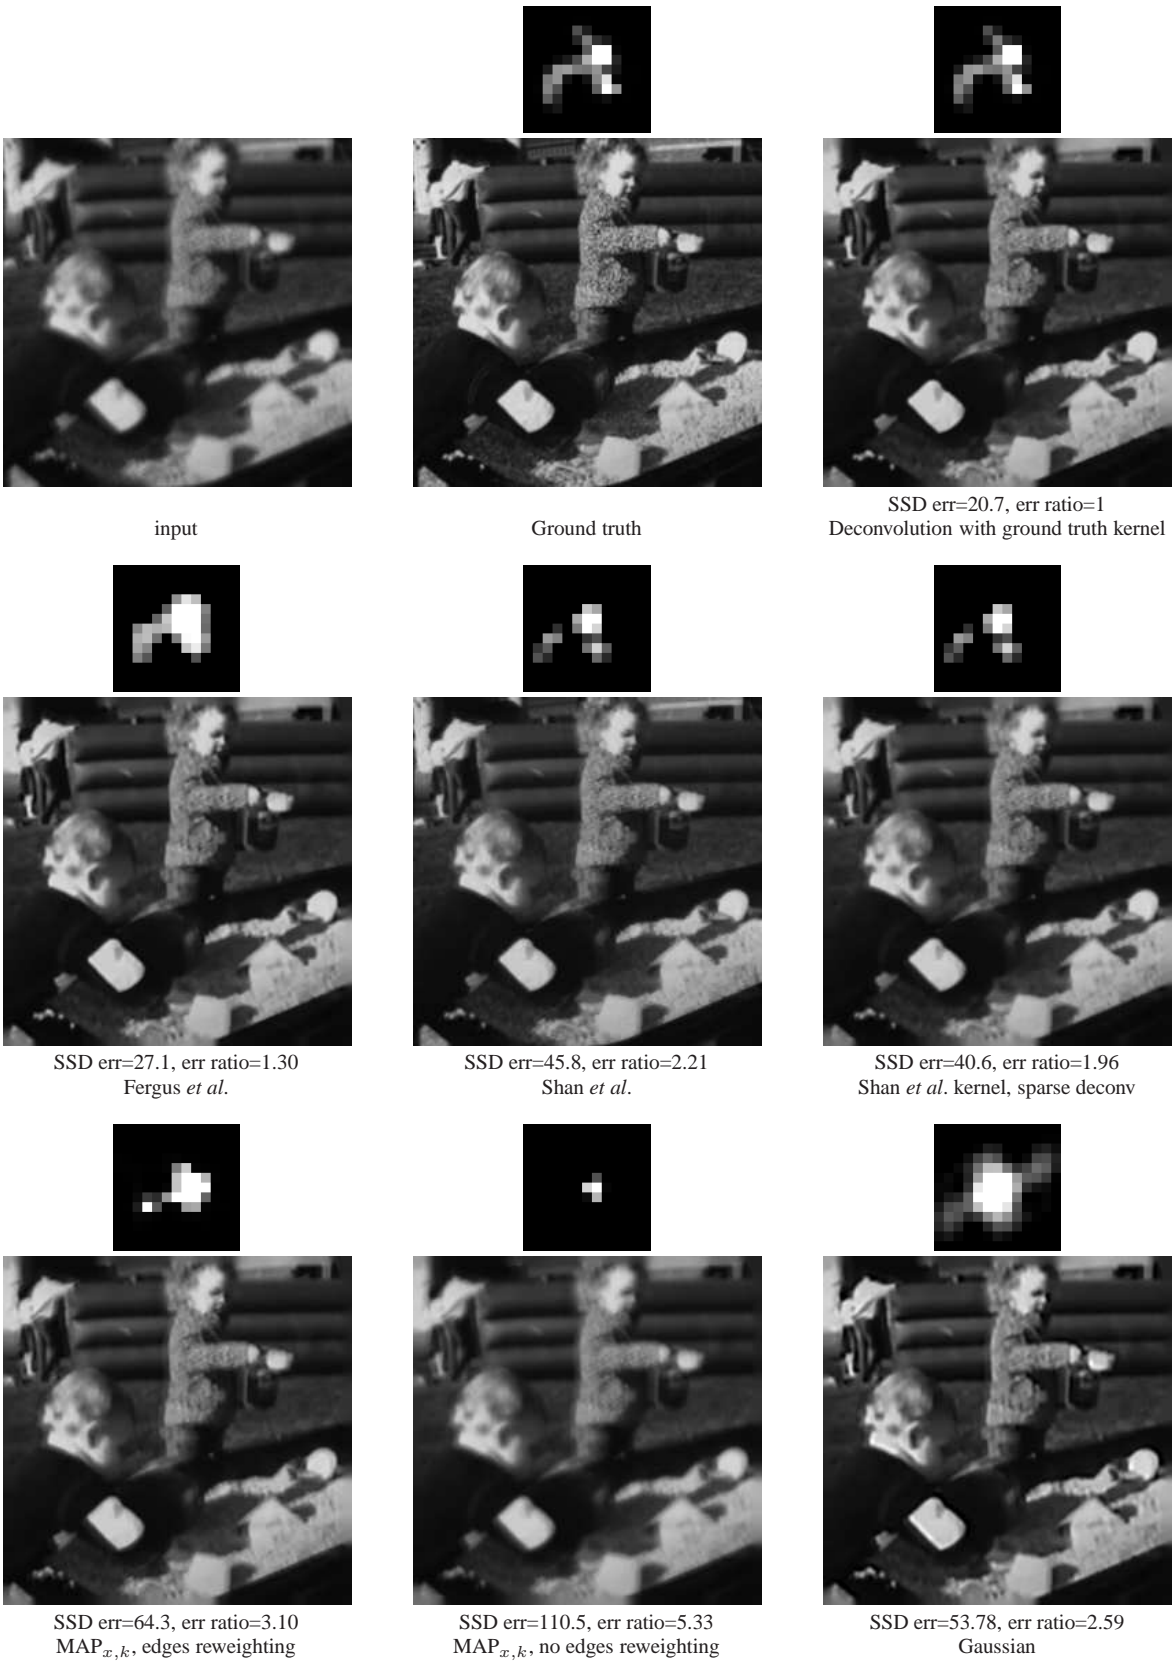 SSD err=20.7, err ratio=1
input
Ground truth
Deconvolution with ground truth kernel
SSD err=27.1, err ratio=1.30
Fergus et al.
SSD err=45.8, err ratio=2.21
Shan et al.
SSD err=40.6, err ratio=1.96
Shan et al. kernel, sparse deconv
SSD err=64.3, err ratio=3.10
MAPx,k, edges reweighting
SSD err=110.5, err ratio=5.33
MAPx,k, no edges reweighting
SSD err=53.78, err ratio=2.59
Gaussian